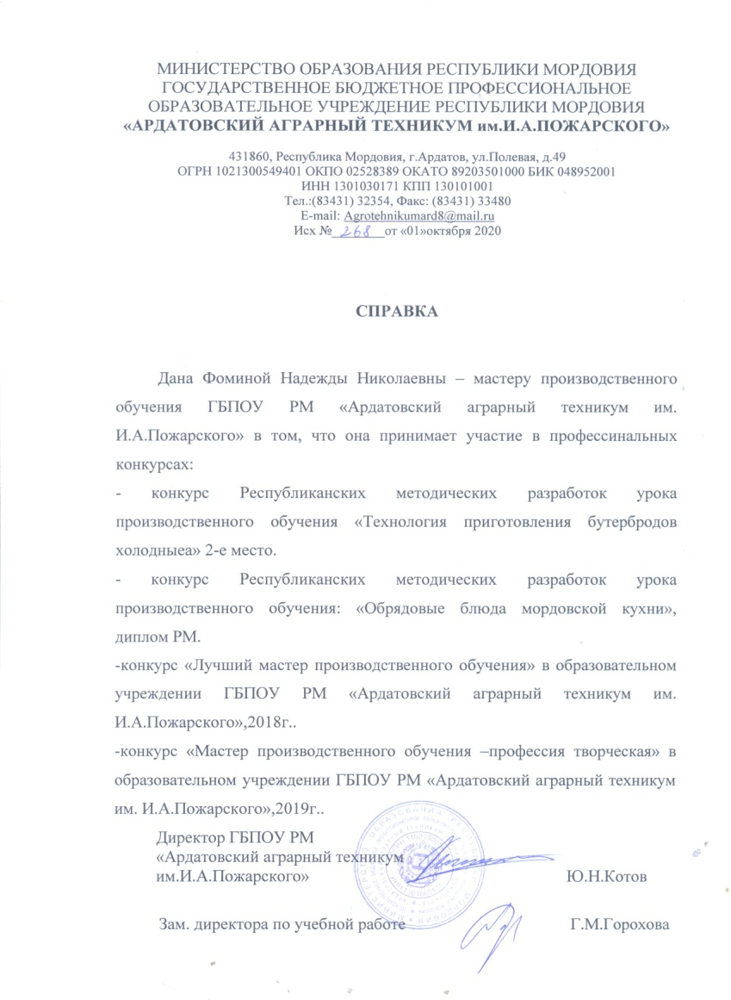 МИНИСТЕРСТВО ОБРАЗОВАНИЯ РЕСПУБЛИКИ МОРДОВИЯ
ГОСУДАРСТВЕННОЕ БЮДЖЕТНОЕ ПРОФЕССИОНАЛЬНОЕ
ОБРАЗОВАТЕЛЬНОЕ УЧРЕЖДЕНИЕ РЕСПУБЛИКИ МОРДОВИЯ
«АРДАТОВСКИЙ АГРАРНЫЙ ТЕХНИКУМ им.И.А.ПОЖАРСКОГО»
431860, Республика Мордовия, г.Ардатов, ул.Полевая, д.49
ОГРН 1021300549401 ОКПО 02528389 ОКАТО 89203501000 БИК 048952001
ИНН 1301030171 КПП 130101001
Тел.:(83431) 32354, Факс: (83431) 33480
E-mail: Agrotehnikumard8@mail.ru
Исх №_268_от «01»октября 2020
СПРАВКА
Дана Фоминой Надежды Николаевны – мастеру производственного
обучения ГБПОУ РМ «Ардатовский аграрный техникум им.
И.А.Пожарского» в том, что она принимает участие в профессинальных
конкурсах:
- конкурс Республиканских методических разработок урока
производственного обучения «Технология приготовления бутербродов
холодныеа» 2-е место.
- конкурс Республиканских методических разработок урока
производственного обучения: «Обрядовые блюда мордовской кухни»,
диплом РМ.
-конкурс «Лучший мастер производственного обучения» в образовательном
учреждении ГБПОУ РМ «Ардатовский аграрный техникум им.
И.А.Пожарского»,2018г..
-конкурс «Мастер производственного обучения –профессия творческая» в
образовательном учреждении ГБПОУ РМ «Ардатовский аграрный техникум
им. И.А.Пожарского»,2019г..
Директор ГБПОУ РМ
«Ардатовский аграрный техникум
им.И.А.Пожарского» Ю.Н.Котов
Зам. директора по учебной работе Г.М.Горохова